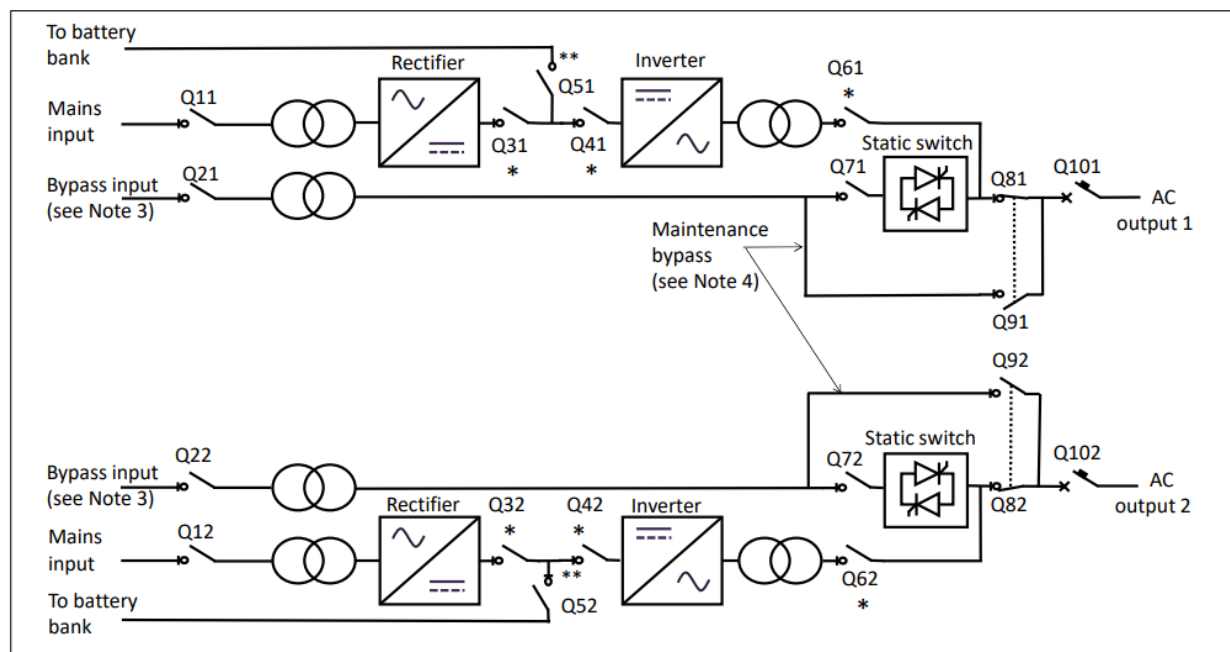 To battery
bank
**
Rectifier
Inverter
Q51
Q61
*
Mains
input
Q11
Q31
*
Q41
*
Static switch
Bypass input
(see Note 3)
Q21
Q71
Q81
Q101
AC
output 1
Maintenance
bypass
(see Note 4)
Q91
Q92
Bypass input
(see Note 3)
Q22
Q72
Static switch
Q82
Q102
AC
output 2
Mains
input
Q12
Rectifier
Q32
*
Q42
*
Inverter
**
Q52
Q62
*
To battery
bank